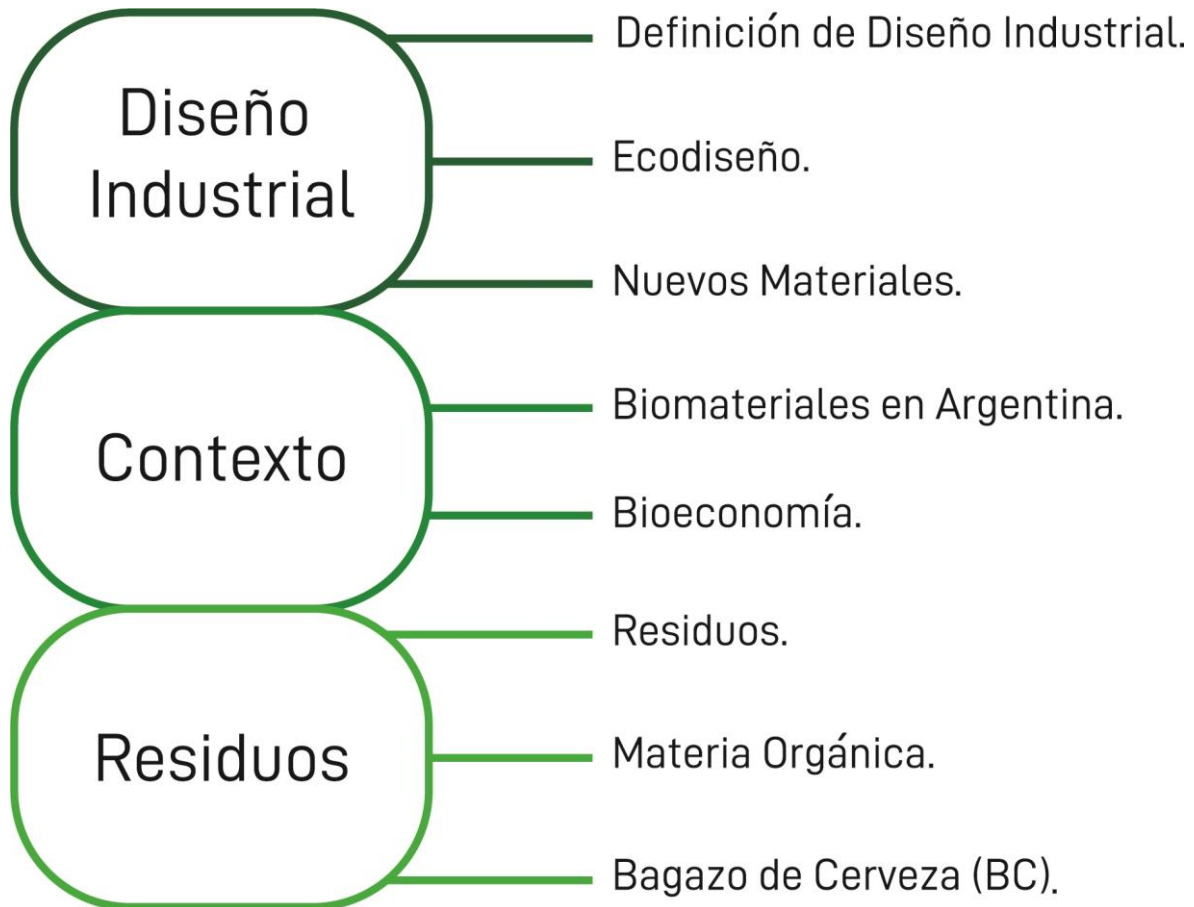 Diseño
Industrial
Definición de Diseño Industrial.
Ecodiseño.
Nuevos Materiales.
Contexto
Biomateriales en Argentina.
Bioeconomía.
Residuos
Residuos.
Materia Orgánica.
Bagazo de Cerveza (BC).